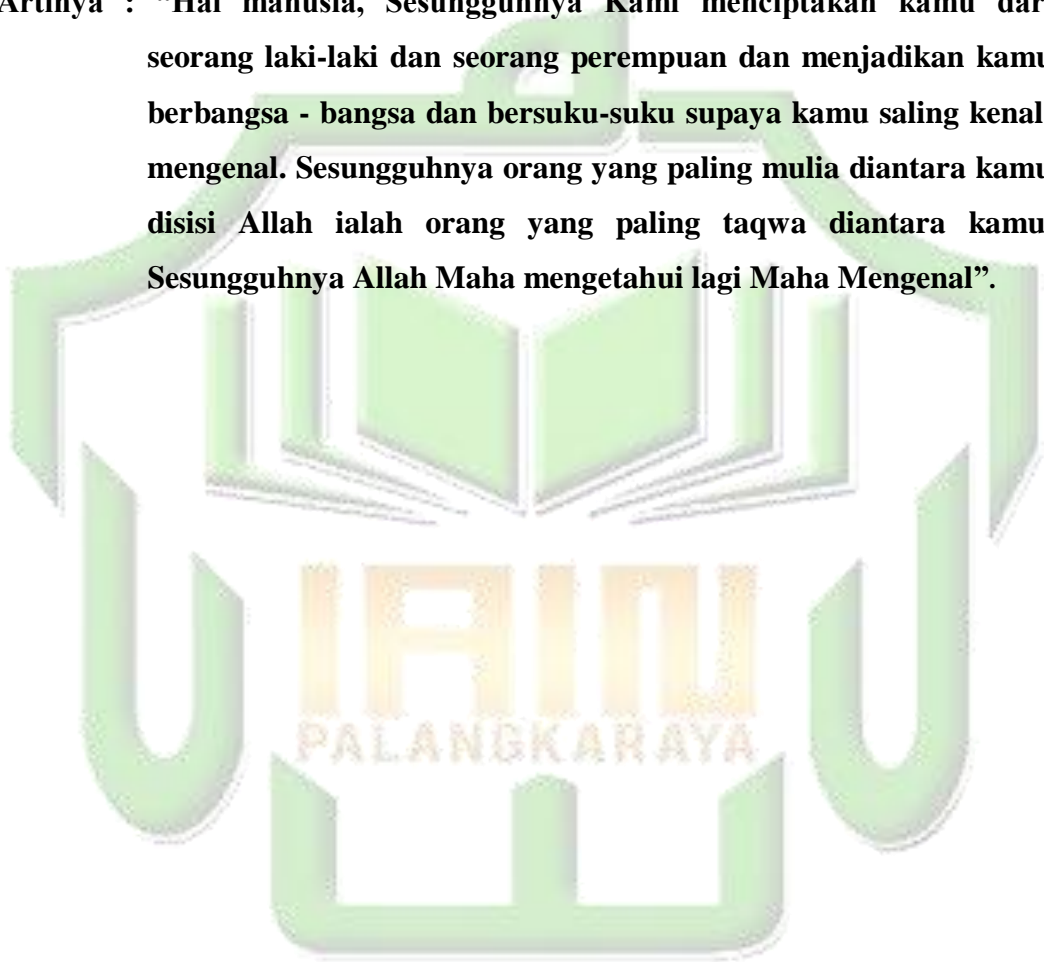 Artinya : “Hai manusia, Sesungguhnya Kami menciptakan kamu dar
seorang laki-laki dan seorang perempuan dan menjadikan kamu
berbangsa - bangsa dan bersuku-suku supaya kamu saling kenal
mengenal. Sesungguhnya orang yang paling mulia diantara kamu
disisi Allah ialah orang yang paling taqwa diantara kamu
Sesungguhnya Allah Maha mengetahui lagi Maha Mengenal”.
IAIN
PALANGKARAYA